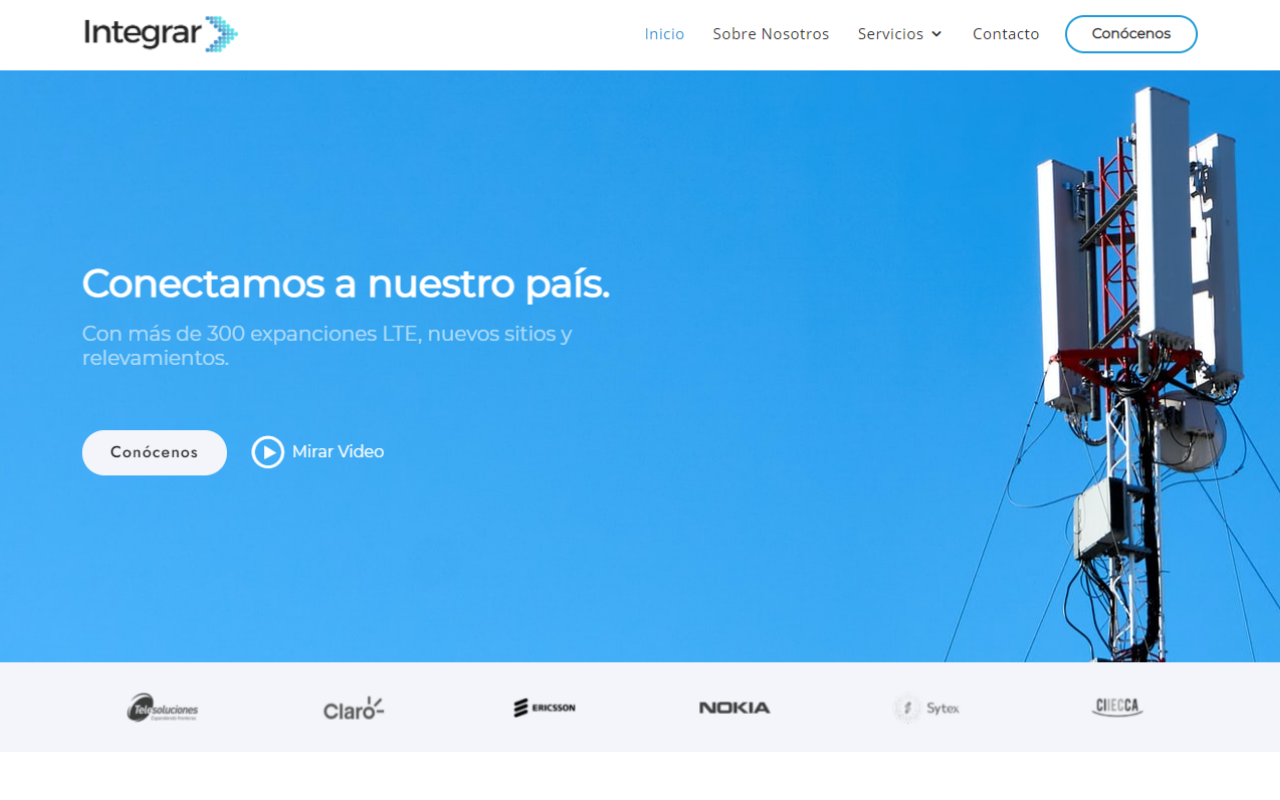 Integrar
Inicio Sobre Nosotros Servicios Contacto Conócenos
Conectamos a nuestro país.
Con más de 300 expanciones LTE, nuevos sitios y
relevamientos.
Conócenos Mirar Video
Telesoluciones Claro ERICSSON NOKIA Sytex